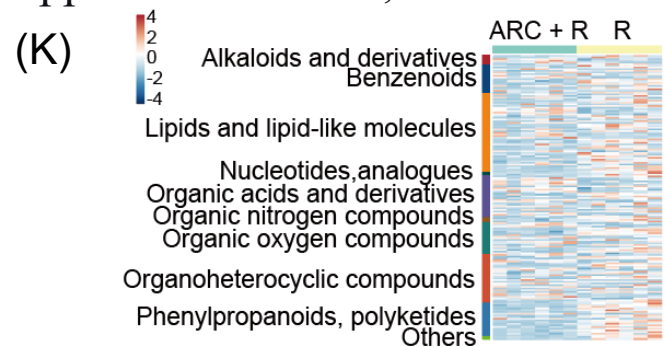 (K)
4
2
0
-2
-4
ARC + R R
Alkaloids and derivatives
Benzenoids
Lipids and lipid-like molecules
Nucleotides,analogues
Organic acids and derivatives
Organic nitrogen compounds
Organic oxygen compounds
Organoheterocyclic compounds
Phenylpropanoids, polyketides
Others